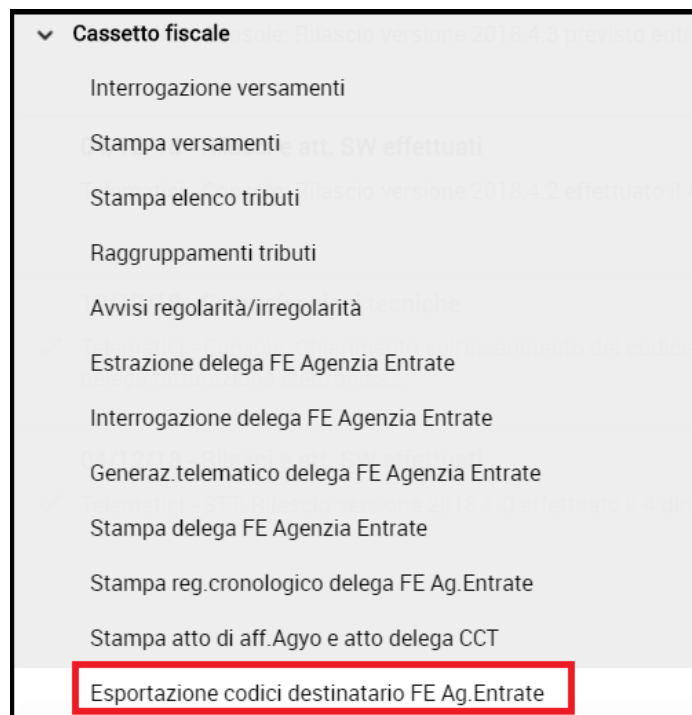 Cassetto fiscale
Interrogazione versamenti
Stampa versamenti
Stampa elenco tributi
Raggruppamenti tributi
Avvisi regolarità/irregolarità
Estrazione delega FE Agenzia Entrate
Interrogazione delega FE Agenzia Entrate
Generaz.telematico delega FE Agenzia Entrate
Stampa delega FE Agenzia Entrate
Stampa reg.cronologico delega FE Ag.Entrate
Stampa atto di aff.Agyo e atto delega CCT
Esportazione codici destinatario FE Ag.Entrate